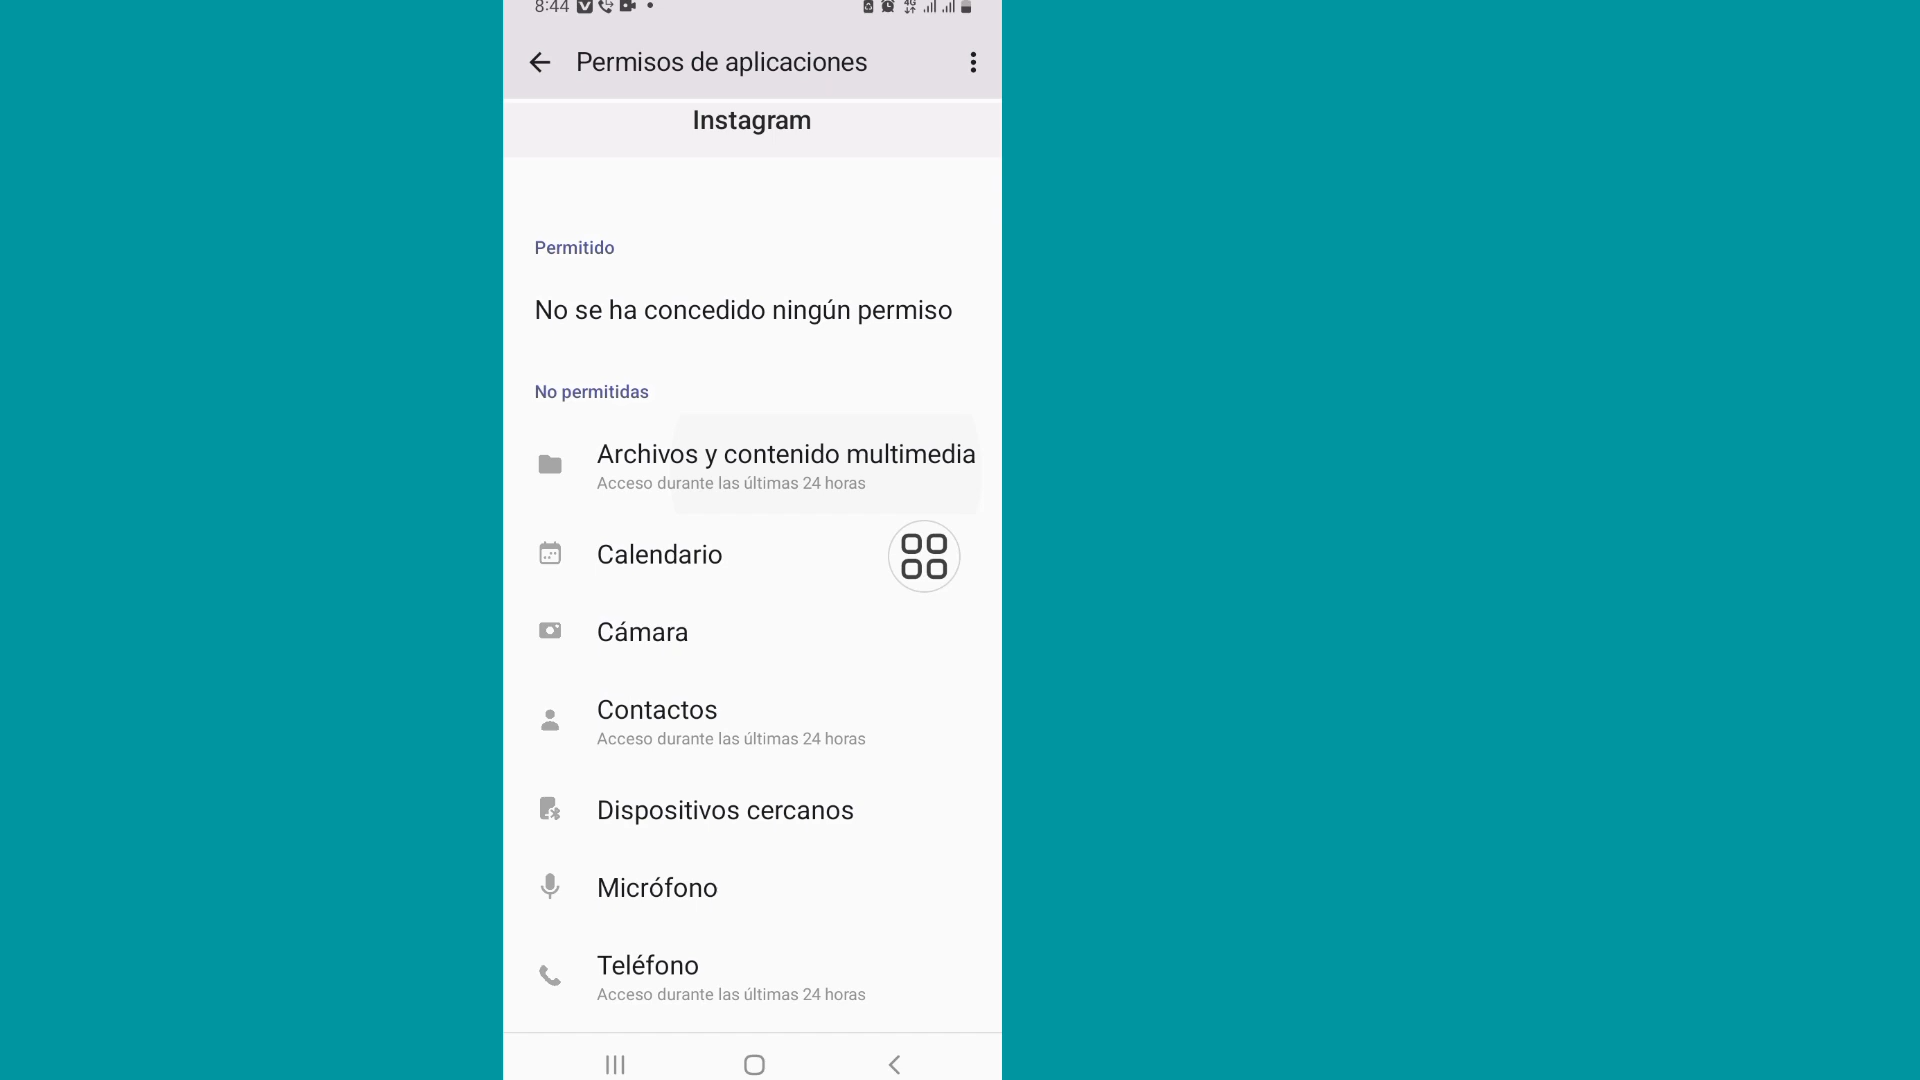 8:44
4G
Permisos de aplicaciones
Instagram
Permitido
No se ha concedido ningún permiso
No permitidas
Archivos y contenido multimedia
Acceso durante las últimas 24 horas
Calendario
Cámara
Contactos
Acceso durante las últimas 24 horas
Dispositivos cercanos
Micrófono
Teléfono
Acceso durante las últimas 24 horas